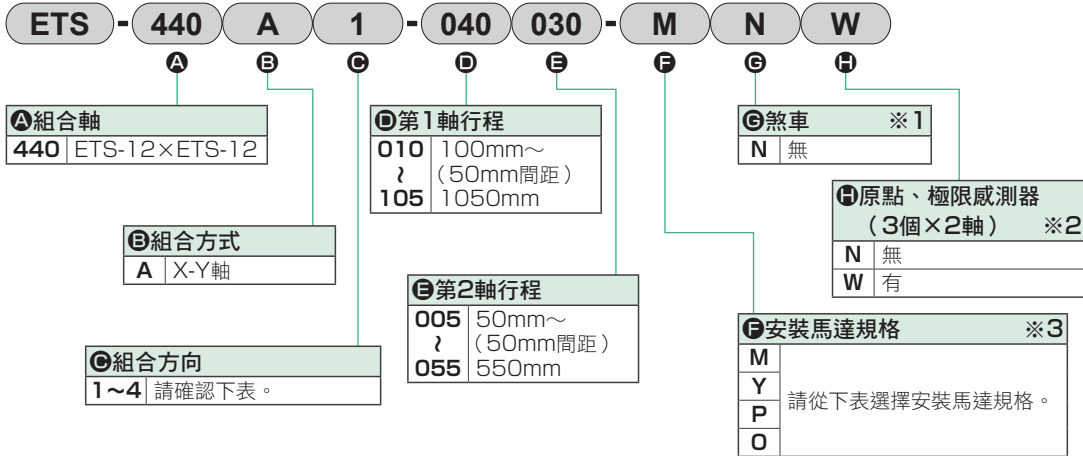 ETS - 440 A 1 - 040 030 - M N W
Ⓐ Ⓑ Ⓒ Ⓓ Ⓔ Ⓕ Ⓖ Ⓗ
Ⓐ組合軸
440 ETS-12×ETS-12
Ⓑ組合方式
A X-Y軸
Ⓒ組合方向
1~4 請確認下表。
Ⓓ第1軸行程
010 100mm~
~ (50mm間距)
105 1050mm
Ⓔ第2軸行程
005 50mm~
~ (50mm間距)
055 550mm
Ⓕ安裝馬達規格 ※3
M
Y
P
O
請從下表選擇安裝馬達規格。
Ⓖ煞車 ※1
N 無
Ⓗ原點、極限感測器
(3個×2軸) ※2
N 無
W 有